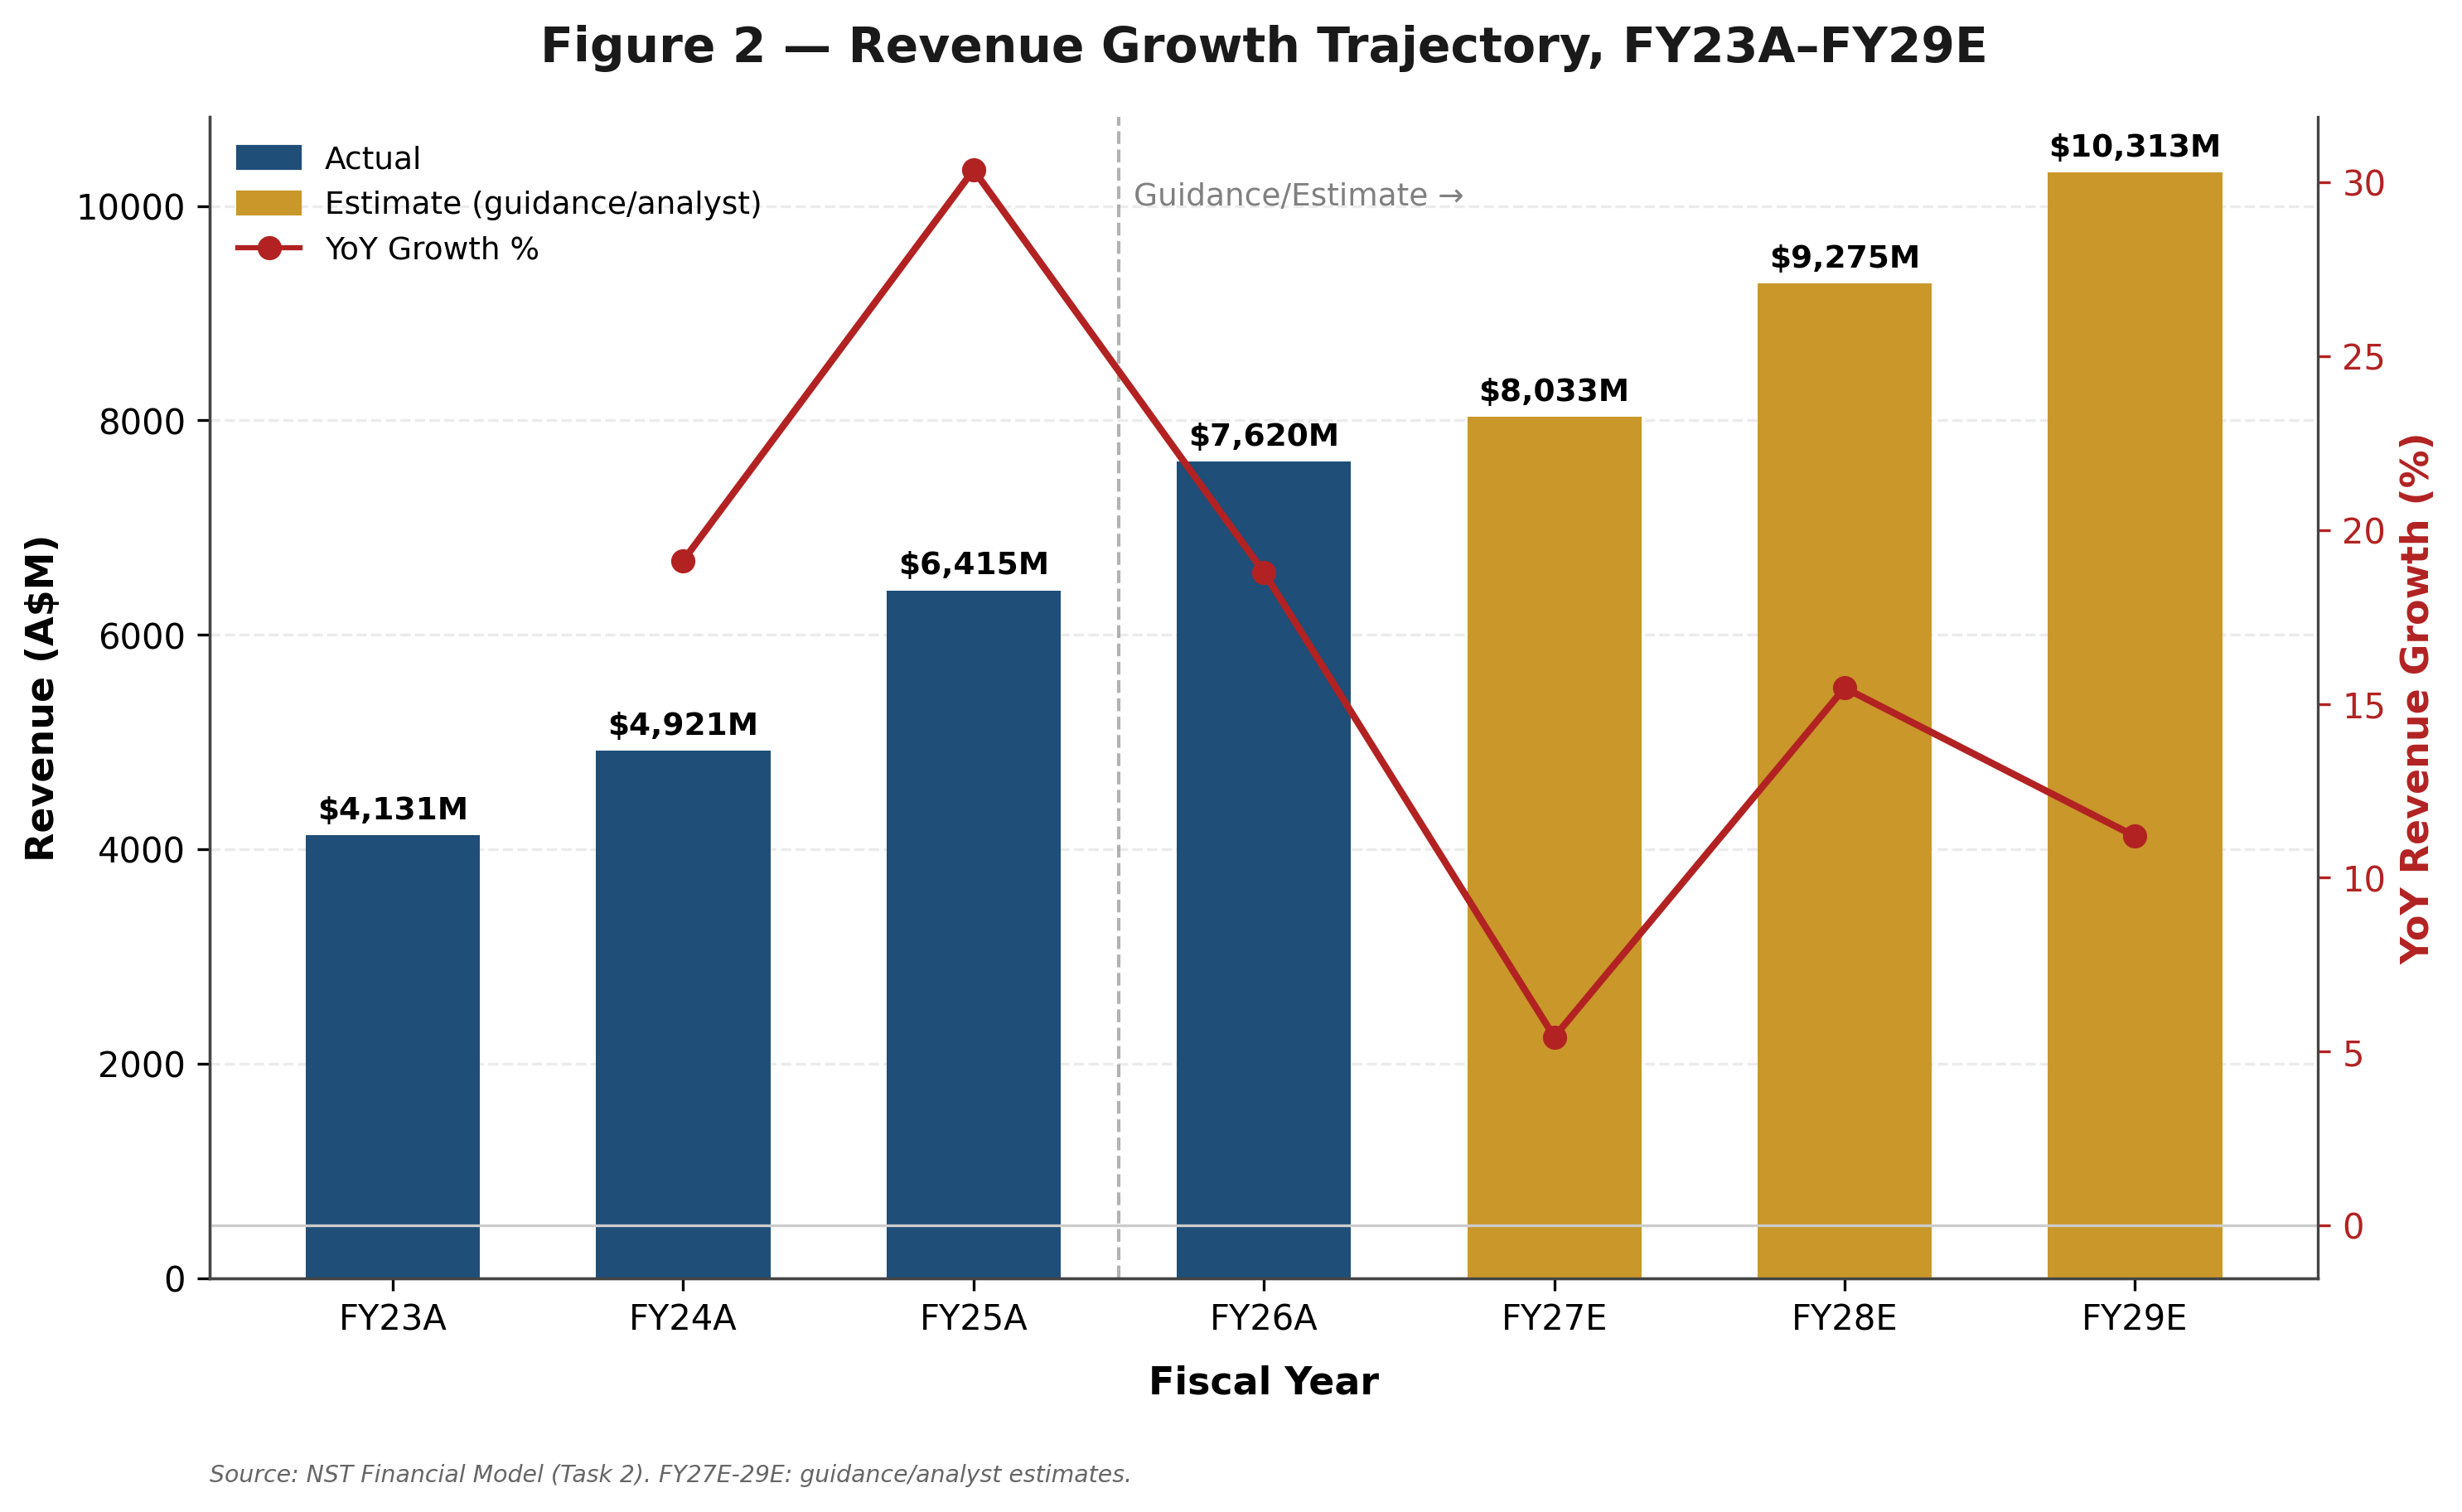 Figure 2 — Revenue Growth Trajectory, FY23A–FY29E
Actual
Estimate (guidance/analyst)
YoY Growth %
Guidance/Estimate →
$4,131M
$4,921M
$6,415M
$7,620M
$8,033M
$9,275M
$10,313M
Revenue (A$M)
10000
8000
6000
4000
2000
0
YoY Revenue Growth (%)
30
25
20
15
10
5
0
FY23A
FY24A
FY25A
FY26A
FY27E
FY28E
FY29E
Fiscal Year
Source: NST Financial Model (Task 2). FY27E-29E: guidance/analyst estimates.